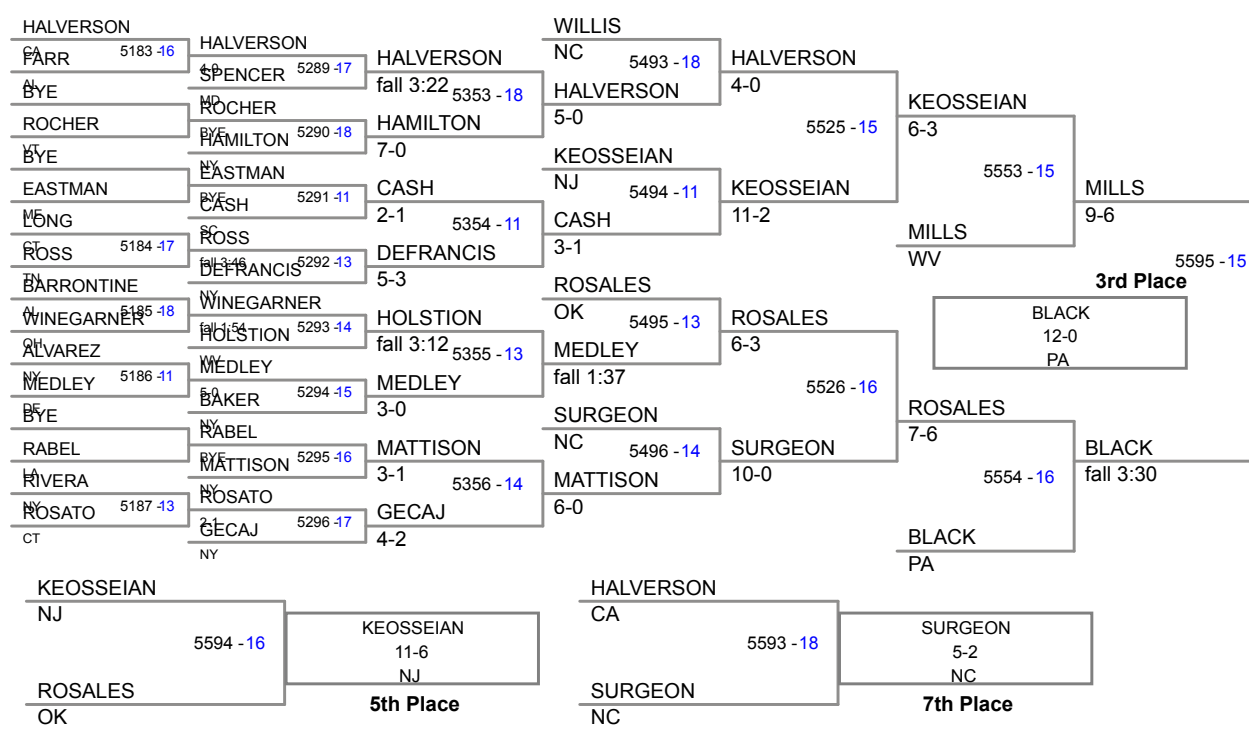 HALVERSON
CA
5183 -16
FARR
AL
BYE
ROCHER
VT
BYE
EASTMAN
ME
LONG
CT
5184 -17
ROSS
TN
BARRONTINE
AL
5185 -18
WINEGARNER
OH
ALVAREZ
NY
5186 -11
MEDLEY
DE
BYE
RABEL
LA
RIVERA
NY
5187 -13
ROSATO
CT
HALVERSON
4-0
5289 -17
SPENCER
MD
ROCHER
BYE
5290 -18
HAMILTON
NY
EASTMAN
BYE
5291 -11
CASH
SC
ROSS
fall 3:46
5292 -13
DEFRANCIS
NY
WINEGARNER
fall 1:54
5293 -14
HOLSTION
WV
MEDLEY
5-0
5294 -15
BAKER
NY
RABEL
BYE
5295 -16
MATTISON
NY
ROSATO
2-1
5296 -17
GECAJ
NY
HALVERSON
fall 3:22
5353 -18
HAMILTON
7-0
CASH
2-1
5354 -11
DEFRANCIS
5-3
HOLSTION
fall 3:12
5355 -13
MEDLEY
3-0
MATTISON
3-1
5356 -14
GECAJ
4-2
WILLIS
NC
5493 -18
HALVERSON
5-0
KEOSSEIAN
NJ
5494 -11
CASH
3-1
ROSALES
OK
5495 -13
MEDLEY
fall 1:37
SURGEON
NC
5496 -14
MATTISON
6-0
HALVERSON
4-0
5525 -15
KEOSSEIAN
11-2
ROSALES
6-3
5526 -16
SURGEON
10-0
KEOSSEIAN
6-3
5553 -15
MILLS
WV
ROSALES
7-6
5554 -16
BLACK
PA
MILLS
9-6
5595 -15
3rd Place
BLACK
12-0
PA
BLACK
fall 3:30
KEOSSEIAN
NJ
5594 -16
ROSALES
OK
KEOSSEIAN
11-6
NJ
5th Place
HALVERSON
CA
5593 -18
SURGEON
NC
SURGEON
5-2
NC
7th Place